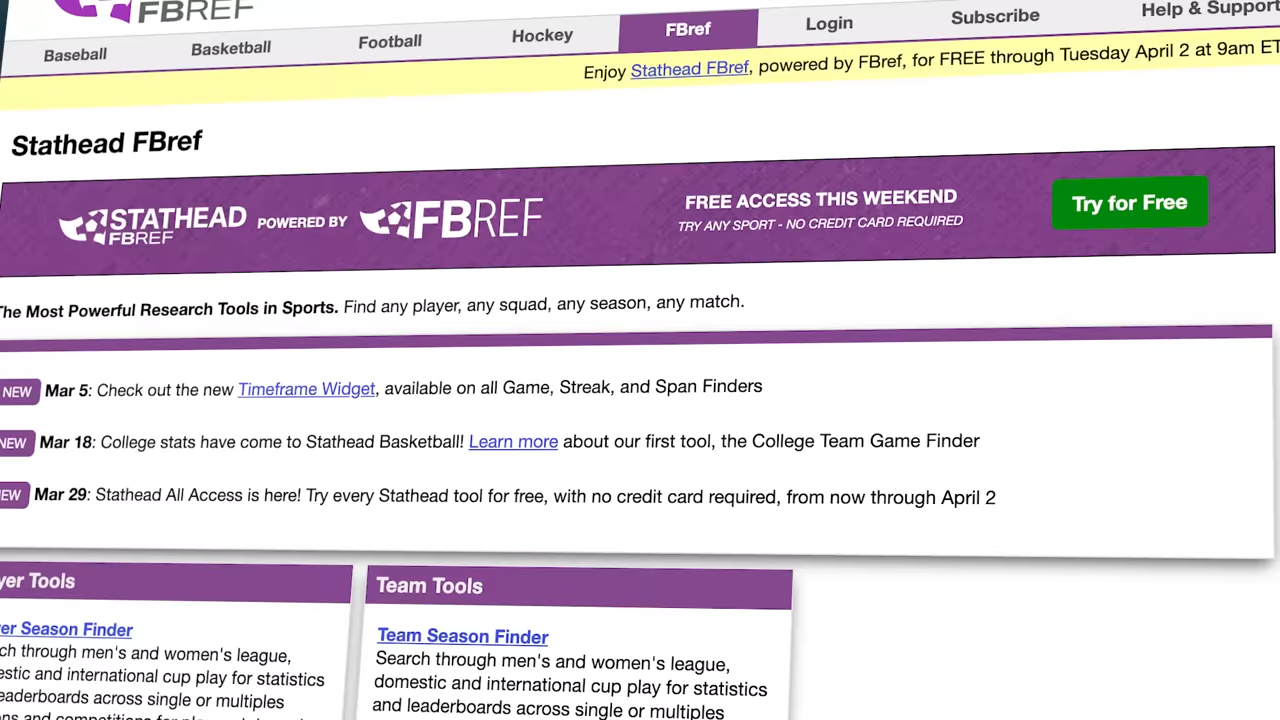 FBREF
Baseball Basketball Football Hockey FBref Login Subscribe Help & Support
Enjoy Stathead FBref, powered by FBref, for FREE through Tuesday April 2 at 9am ET
Stathead FBref
STATHEAD FBREF POWERED BY FBREF
FREE ACCESS THIS WEEKEND
TRY ANY SPORT - NO CREDIT CARD REQUIRED
Try for Free
The Most Powerful Research Tools in Sports. Find any player, any squad, any season, any match.
NEW Mar 5: Check out the new Timeframe Widget, available on all Game, Streak, and Span Finders
NEW Mar 18: College stats have come to Stathead Basketball! Learn more about our first tool, the College Team Game Finder
EW Mar 29: Stathead All Access is here! Try every Stathead tool for free, with no credit card required, from now through April 2
yer Tools
er Season Finder
ch through men's and women's league,
estic and international cup play for statistics
eaderboards across single or multiples
Team Tools
Team Season Finder
Search through men's and women's league,
domestic and international cup play for statistics
and leaderboards across single or multiples